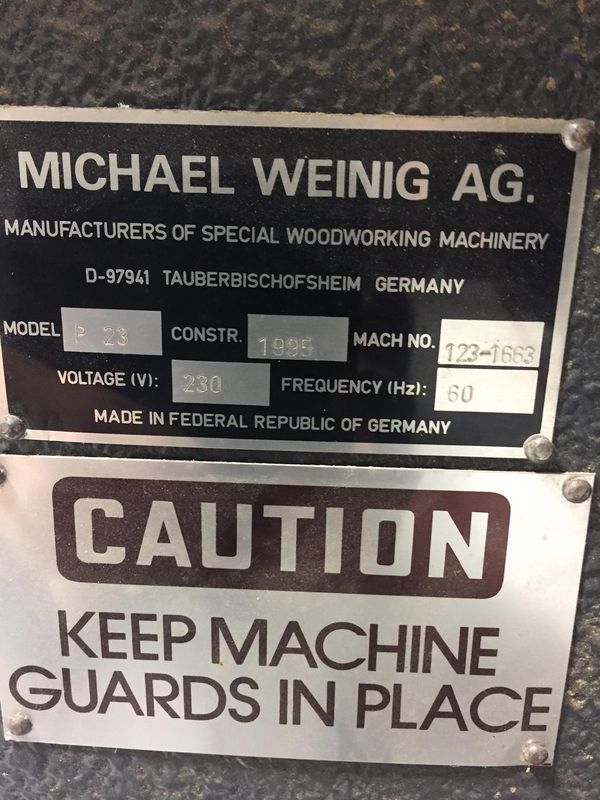 MICHAEL WEINIG AG.
MANUFACTURERS OF SPECIAL WOODWORKING MACHINERY
D-97941 TAUBERBISCHOFSHEIM GERMANY
MODEL P 23 CONSTR. 1995 MACH NO. 123-1663
VOLTAGE (V): 230 FREQUENCY (Hz): 60
MADE IN FEDERAL REPUBLIC OF GERMANY
CAUTION
KEEP MACHINE
GUARDS IN PLACE